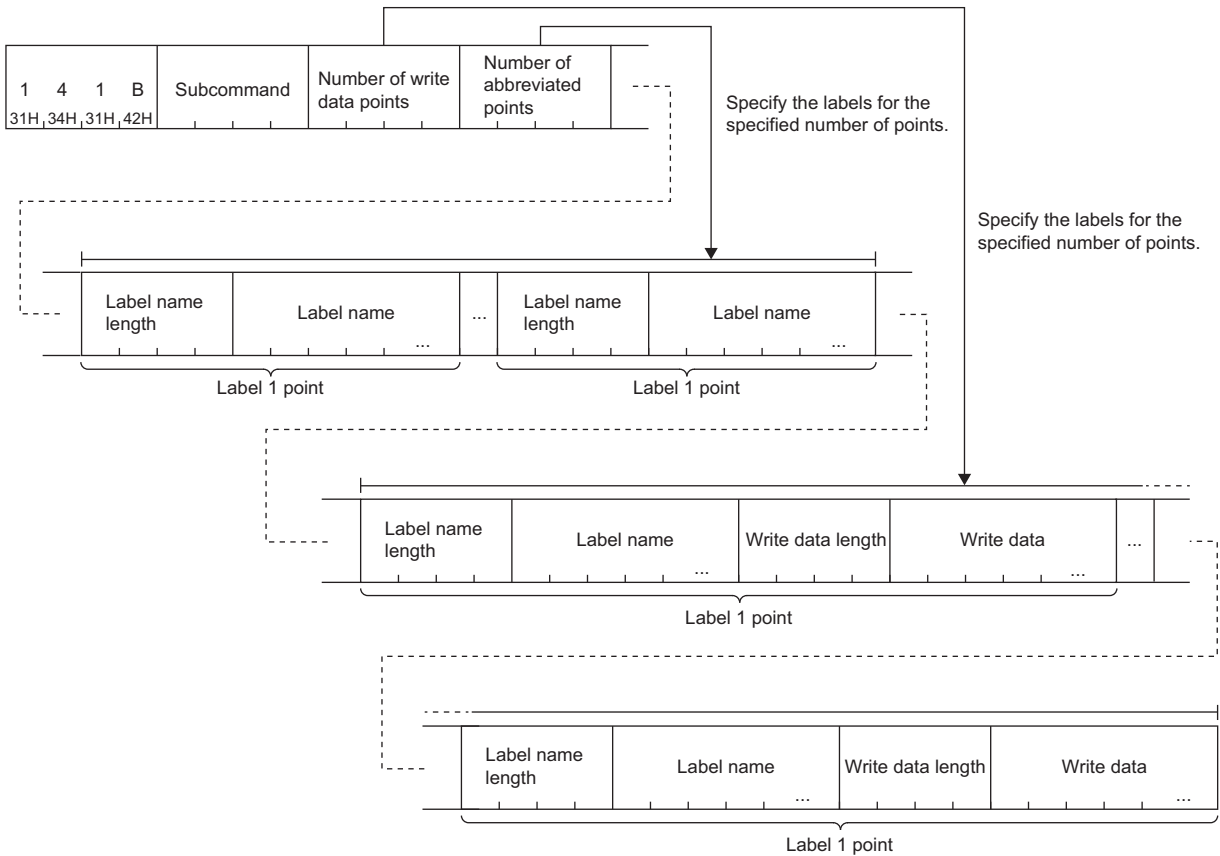 1 4 1 B
31H 34H 31H 42H
Subcommand
Number of write
data points
Number of
abbreviated
points
Specify the labels for the
specified number of points.
Specify the labels for the
specified number of points.
Label name
length
Label name
...
...
Label name
length
Label name
...
Label 1 point
Label 1 point
Label name
length
Label name
...
Write data length
Write data
...
...
Label 1 point
Label name
length
Label name
...
Write data length
Write data
...
Label 1 point